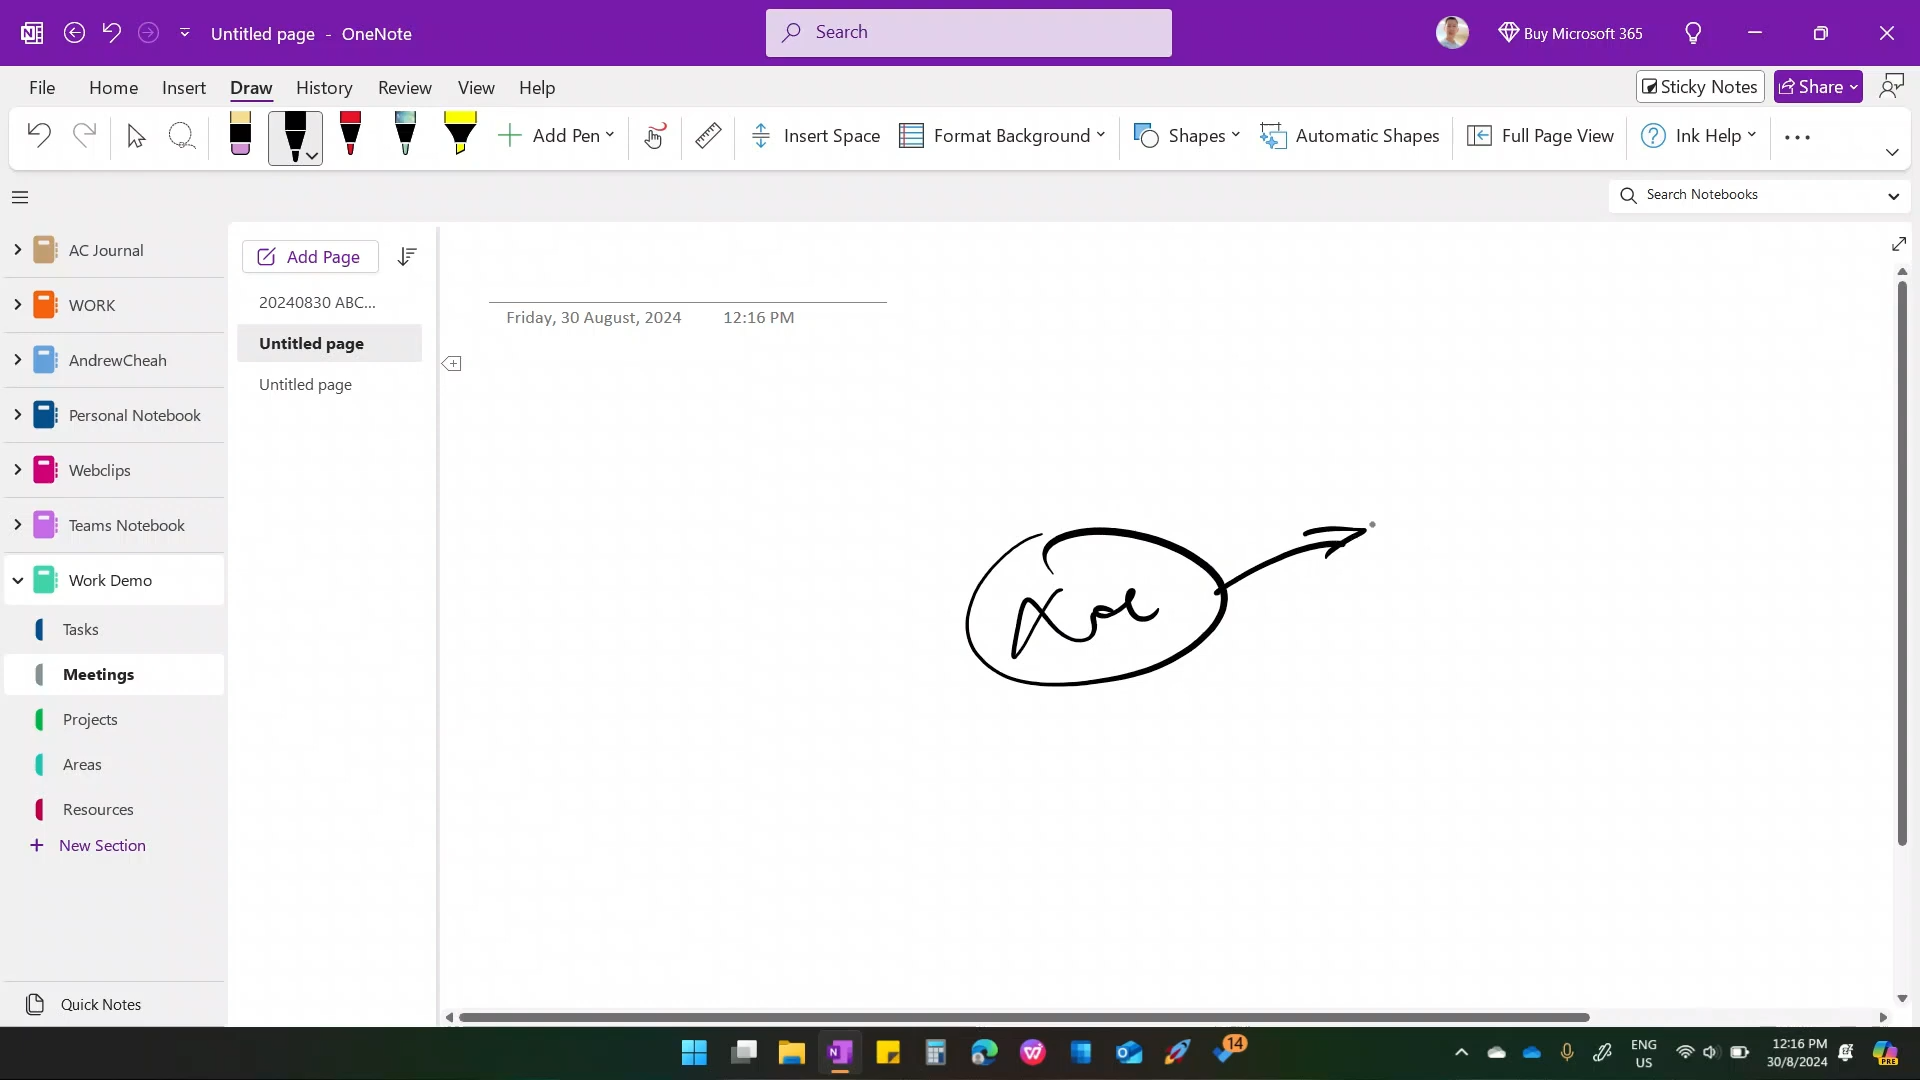 Untitled page - OneNote
Search
Buy Microsoft 365
File Home Insert Draw History Review View Help
Sticky Notes
Share
Add Pen
Insert Space
Format Background
Shapes
Automatic Shapes
Full Page View
Ink Help
Search Notebooks
AC Journal
WORK
AndrewCheah
Personal Notebook
Webclips
Teams Notebook
Work Demo
Tasks
Meetings
Projects
Areas
Resources
New Section
Quick Notes
Add Page
20240830 ABC...
Untitled page
Untitled page
Friday, 30 August, 2024 12:16 PM
14
ENG
US
12:16 PM
30/8/2024
PRE